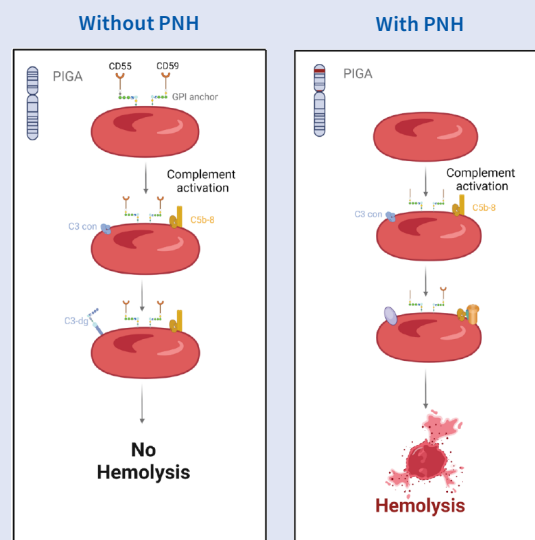 Without PNH
PIGA
CD55
CD59
GPI anchor
Complement
activation
C3 con
C5b-8
C3-dg
No
Hemolysis
With PNH
PIGA
Complement
activation
C3 con
C5b-8
Hemolysis